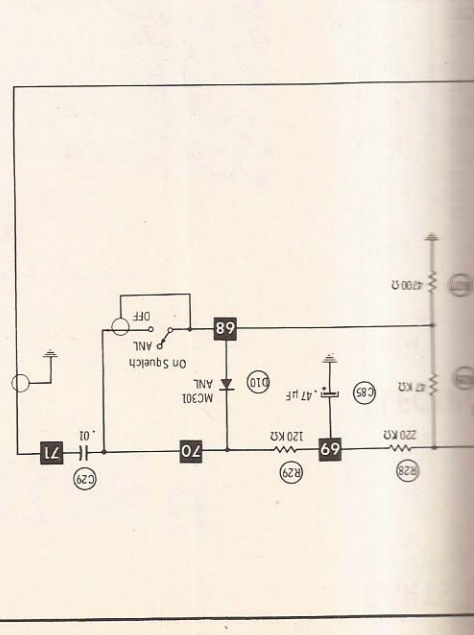 R28
R29
C29
220 KΩ
69
120 KΩ
70
.01
71
47 KΩ
C85
.47 µF
+
D10
MC301
ANL
On Squelch
ANL
OFF
68
4700 Ω